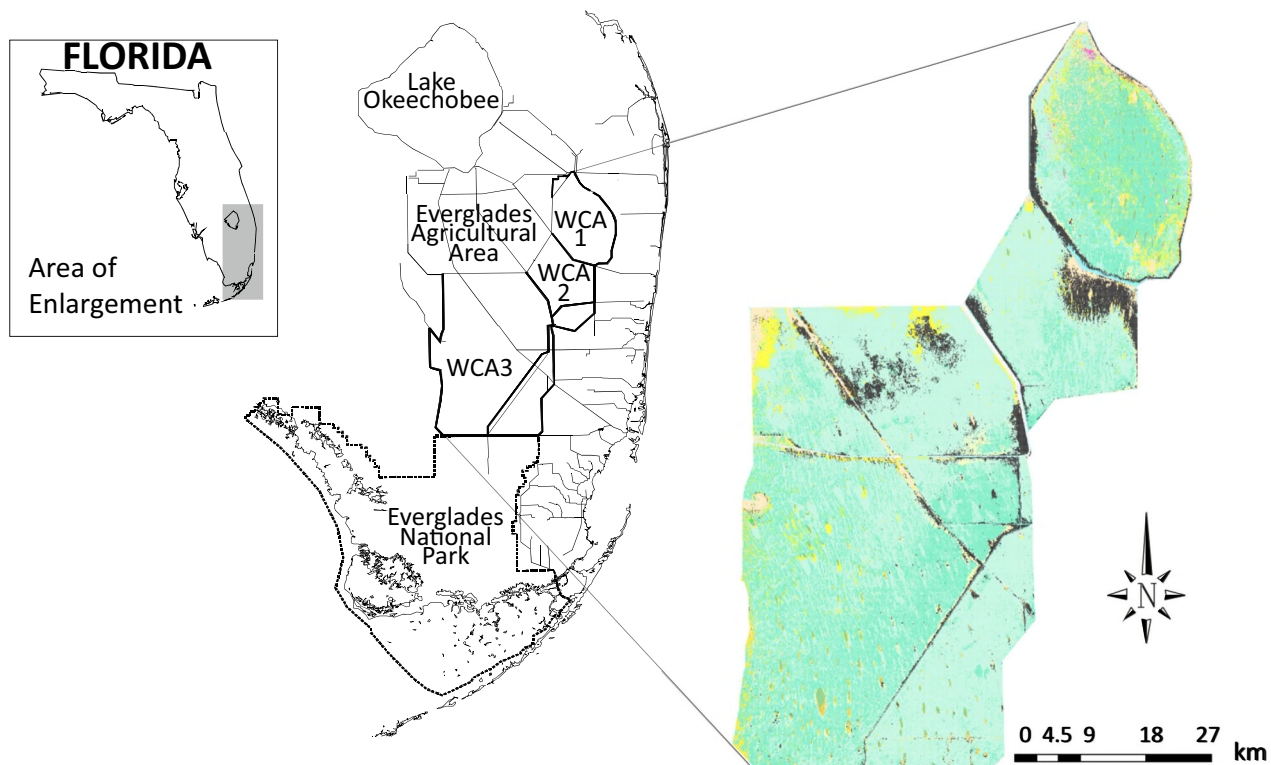 FLORIDA
Area of
Enlargement
Lake
Okeechobee
Everglades
Agricultural
Area
WCA
1
WCA
2
WCA3
Everglades
National
Park
N
0 4.5 9 18 27
km